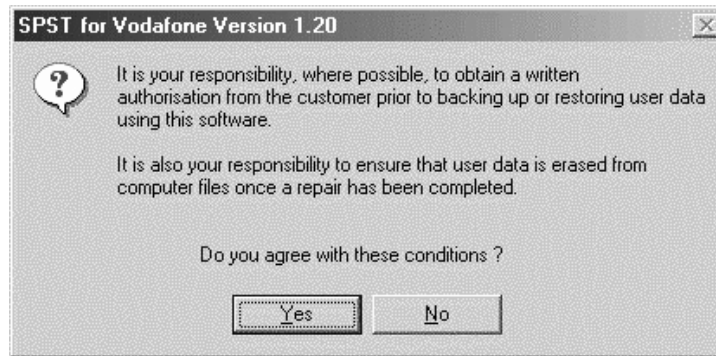 SPST for Vodafone Version 1.20
It is your responsibility, where possible, to obtain a written
authorisation from the customer prior to backing up or restoring user data
using this software.
It is also your responsibility to ensure that user data is erased from
computer files once a repair has been completed.
Do you agree with these conditions ?
Yes No